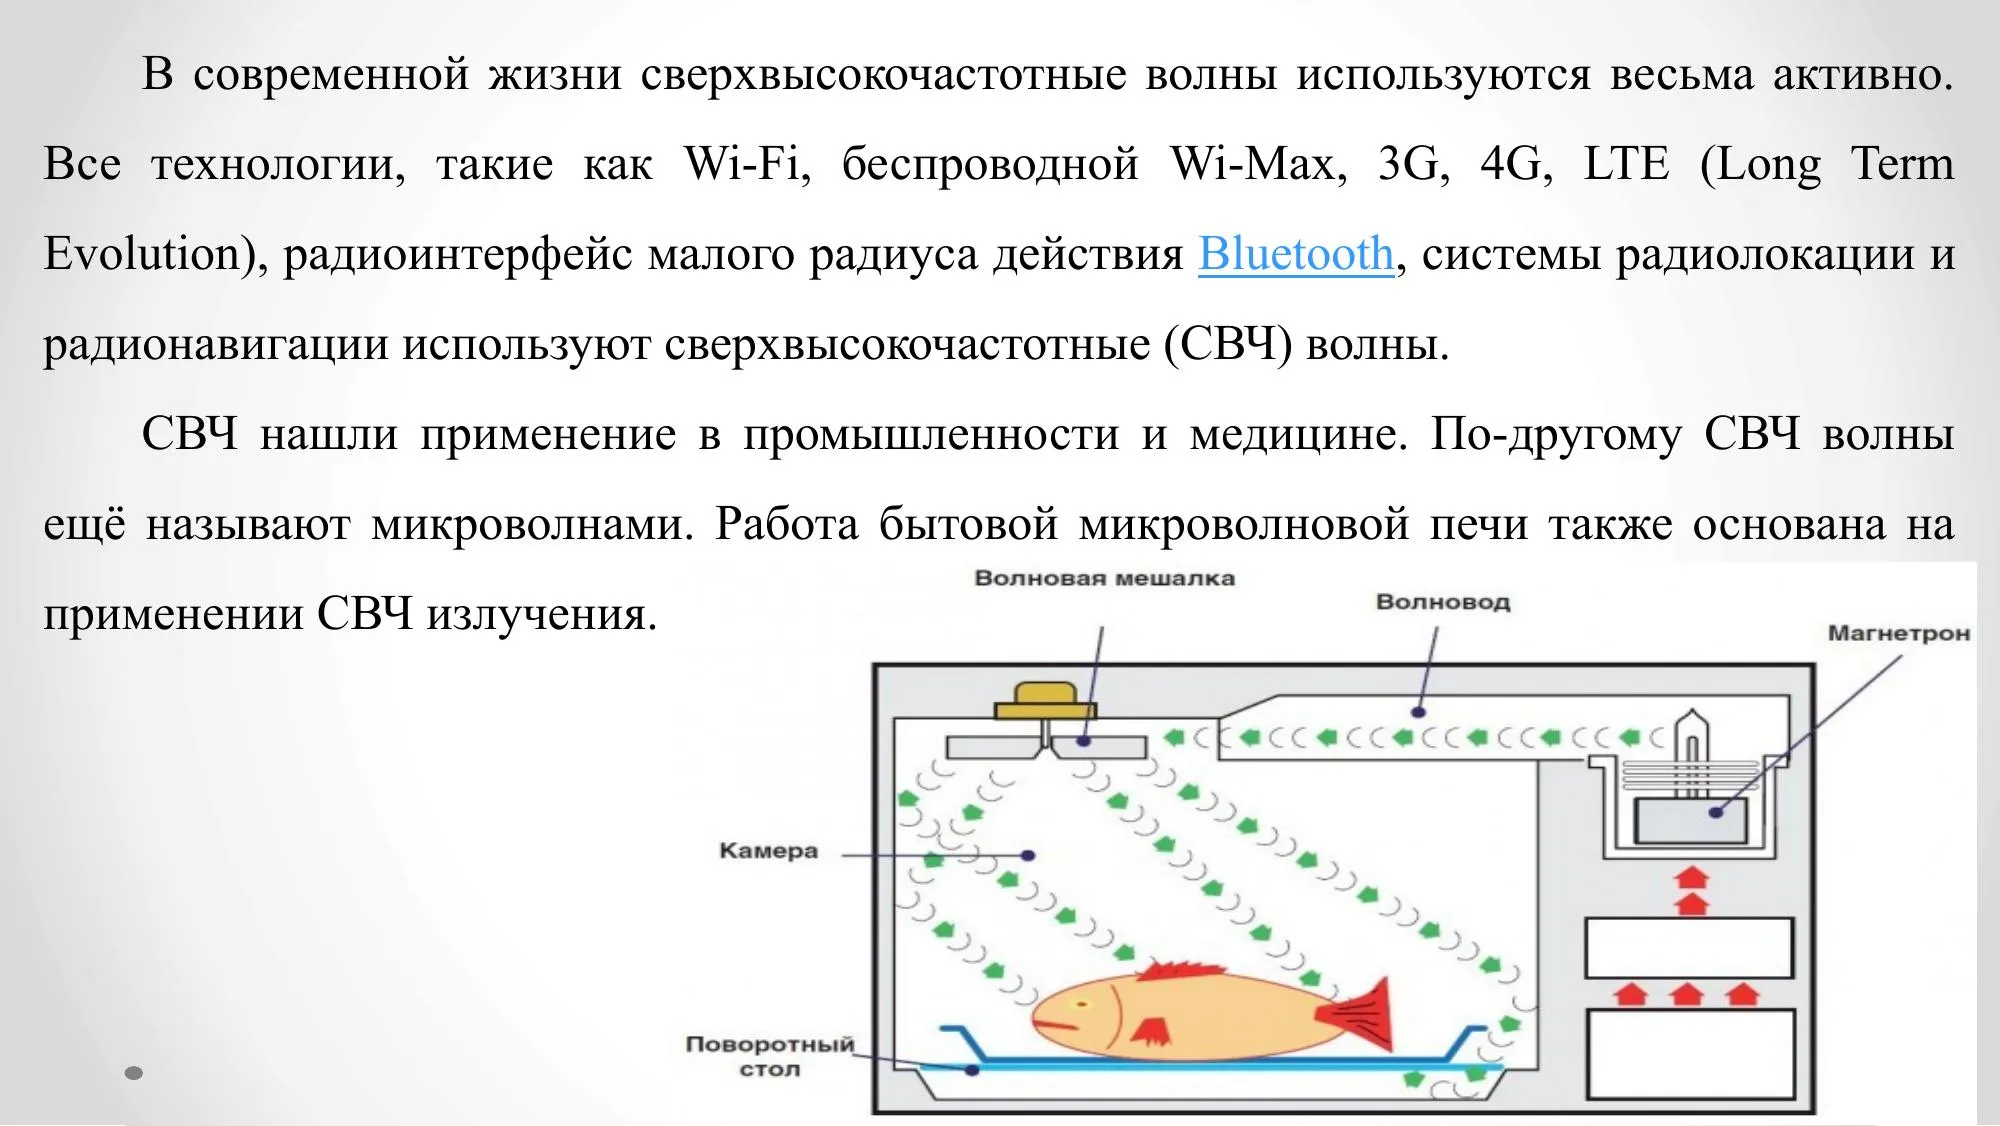 В современной жизни сверхвысокочастотные волны используются весьма активно.
Все технологии, такие как Wi-Fi, беспроводной Wi-Max, 3G, 4G, LTE (Long Term
Evolution), радиоинтерфейс малого радиуса действия Bluetooth, системы радиолокации и
радионавигации используют сверхвысокочастотные (СВЧ) волны.
СВЧ нашли применение в промышленности и медицине. По-другому СВЧ волны
ещё называют микроволнами. Работа бытовой микроволновой печи также основана на
применении СВЧ излучения.
Волновая мешалка
Волновод
Магнетрон
Камера
Поворотный
стол